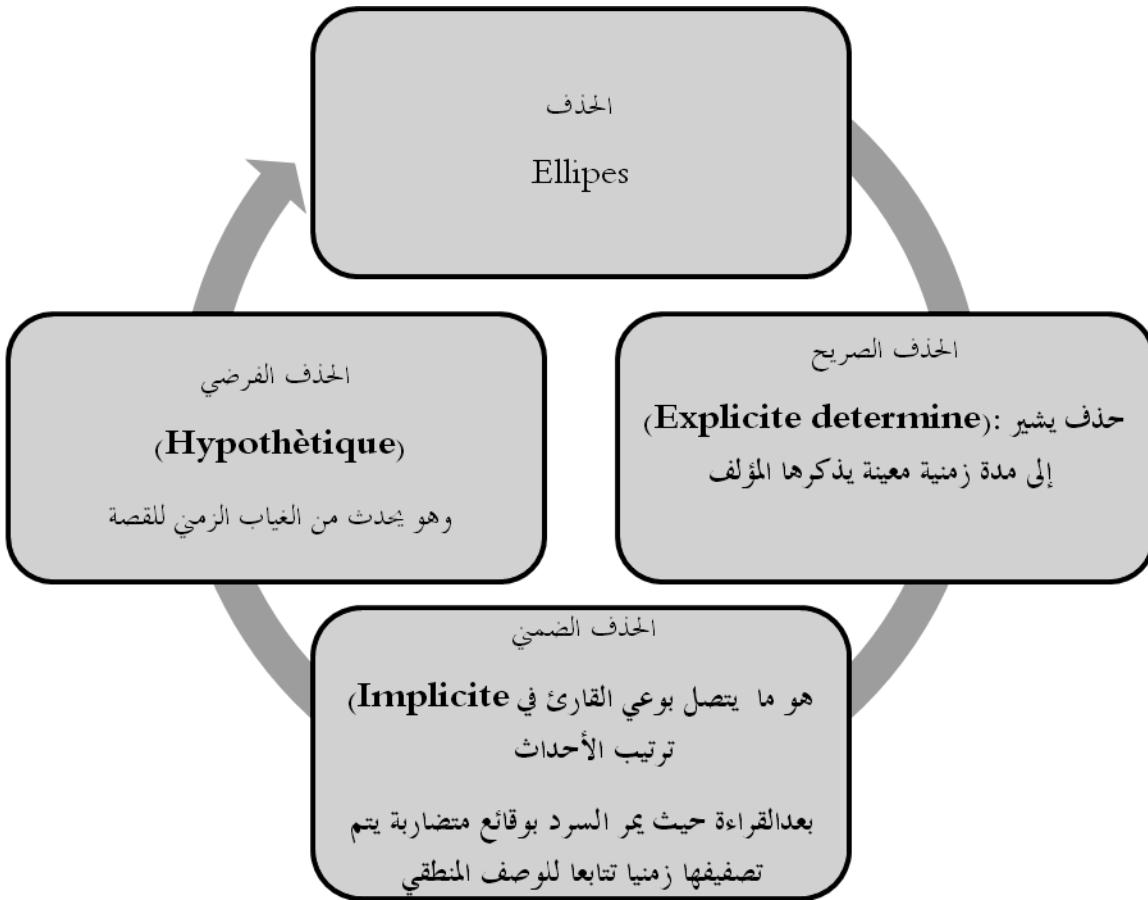 الحذف
Ellipes
الحذف الصريح
(Explicite determine): حذف يشير
إلى مدة زمنية معينة يذكرها المؤلف
الحذف الضمني
(Implicite هو ما يتصل بوعي القارئ في
ترتيب الأحداث
بعدالقراءة حيث يمر السرد بوقائع متضاربة يتم
تصفيفها زمنيا تتابعا للوصف المنطقي
الحذف الفرضي
(Hypothètique)
وهو يحدث من الغياب الزمني للقصة